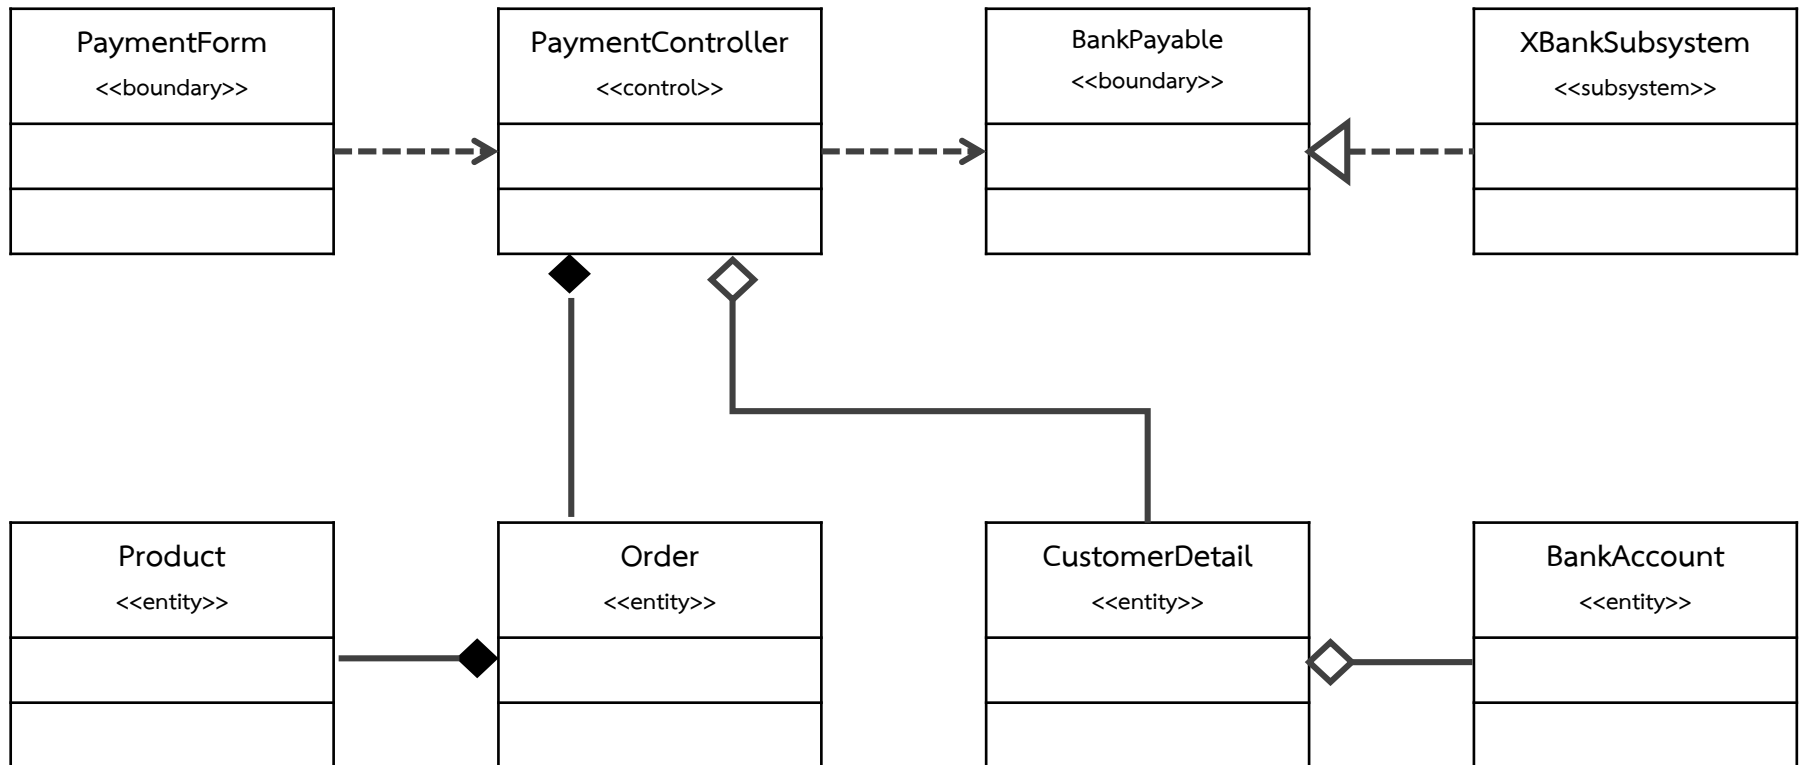 PaymentForm
<<boundary>>
PaymentController
<<control>>
BankPayable
<<boundary>>
XBankSubsystem
<<subsystem>>
Product
<<entity>>
Order
<<entity>>
CustomerDetail
<<entity>>
BankAccount
<<entity>>